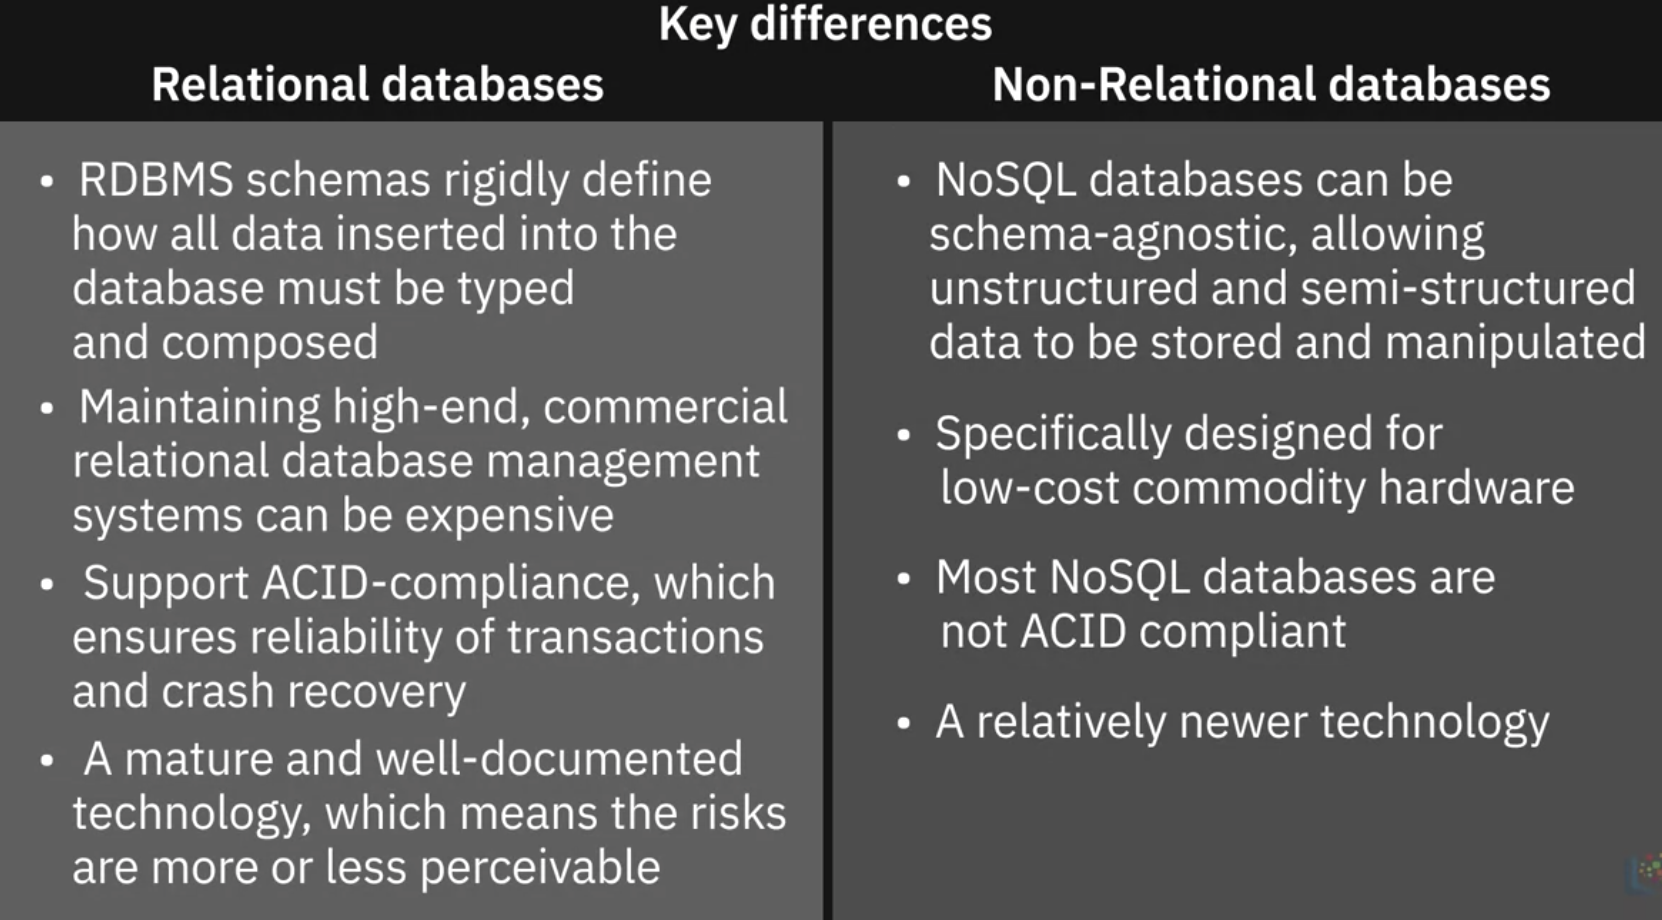 Key differences
Relational databases
Non-Relational databases
• RDBMS schemas rigidly define
how all data inserted into the
database must be typed
and composed
• Maintaining high-end, commercial
relational database management
systems can be expensive
• Support ACID-compliance, which
ensures reliability of transactions
and crash recovery
• A mature and well-documented
technology, which means the risks
are more or less perceivable
• NoSQL databases can be
schema-agnostic, allowing
unstructured and semi-structured
data to be stored and manipulated
• Specifically designed for
low-cost commodity hardware
• Most NoSQL databases are
not ACID compliant
• A relatively newer technology